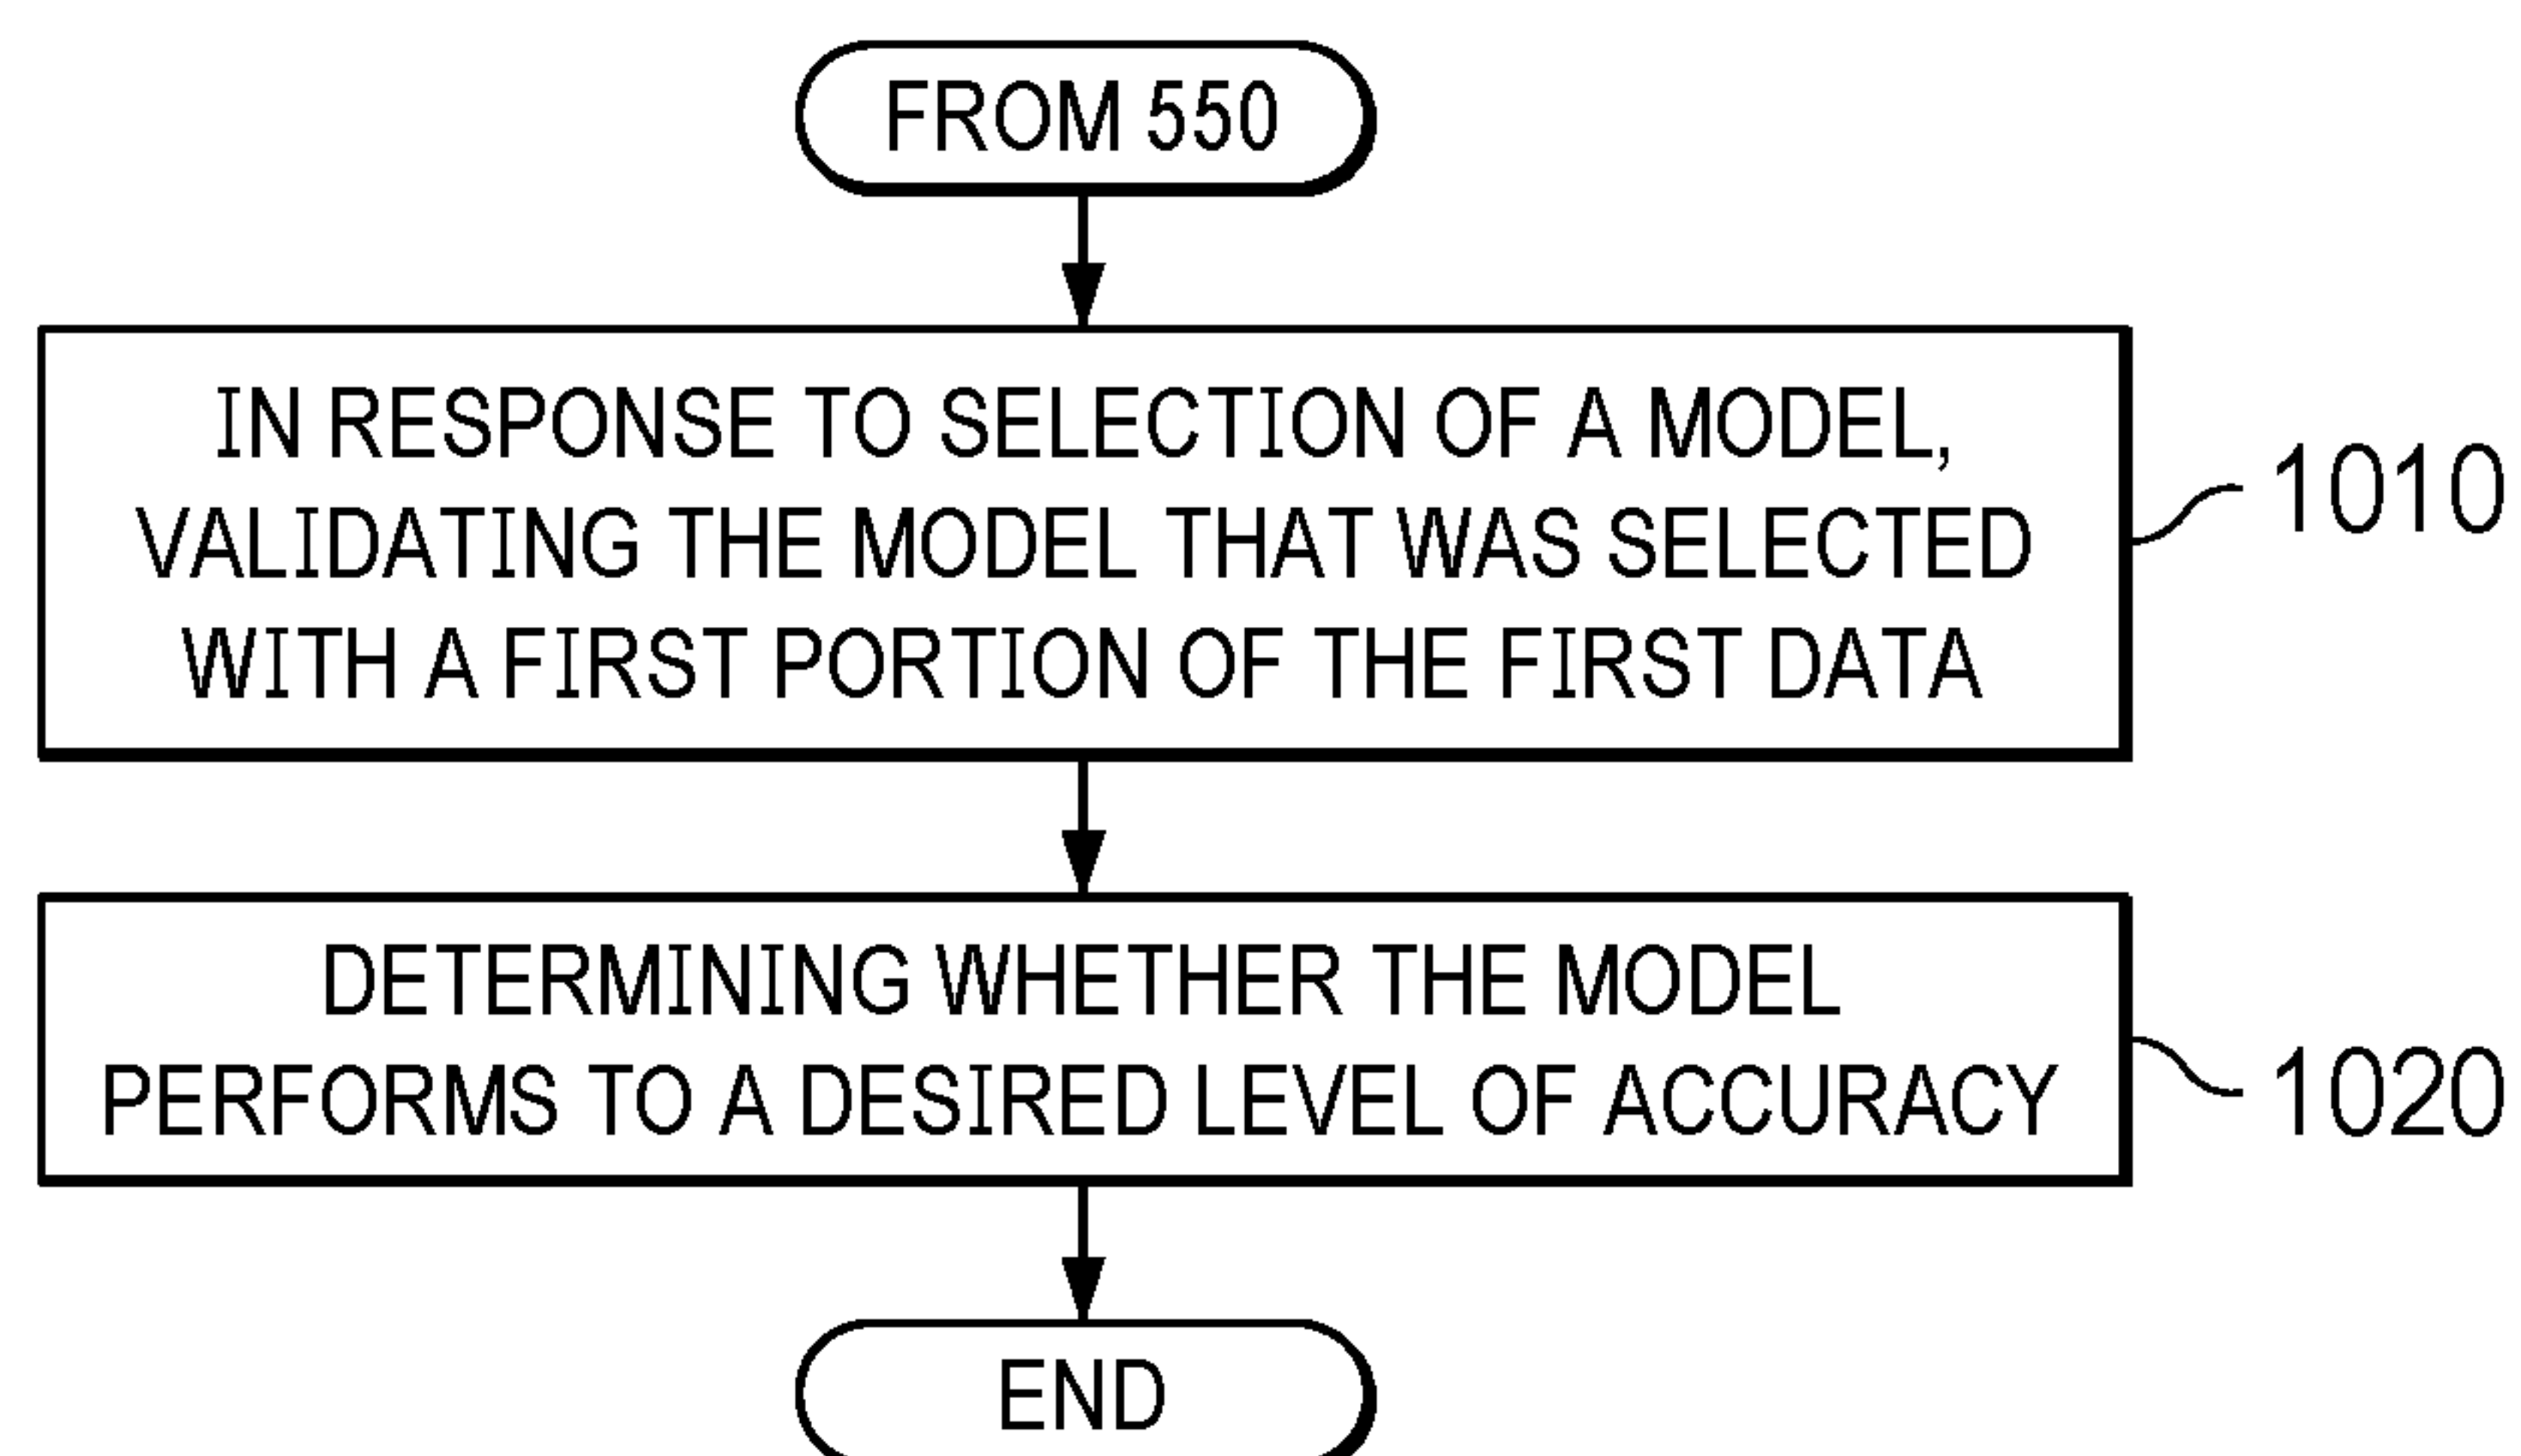 FROM 550
IN RESPONSE TO SELECTION OF A MODEL,
VALIDATING THE MODEL THAT WAS SELECTED
WITH A FIRST PORTION OF THE FIRST DATA
1010
DETERMINING WHETHER THE MODEL
PERFORMS TO A DESIRED LEVEL OF ACCURACY
1020
END